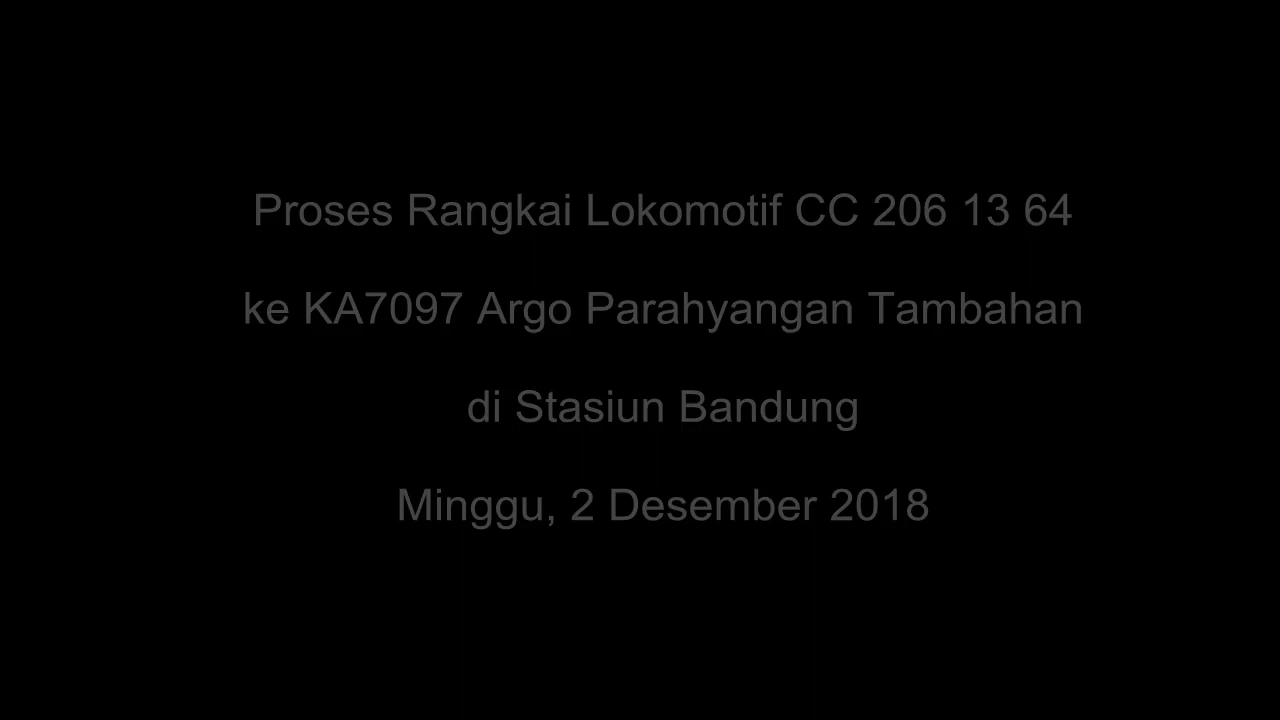 Proses Rangkai Lokomotif CC 206 13 64
ke KA7097 Argo Parahyangan Tambahan
di Stasiun Bandung
Minggu, 2 Desember 2018